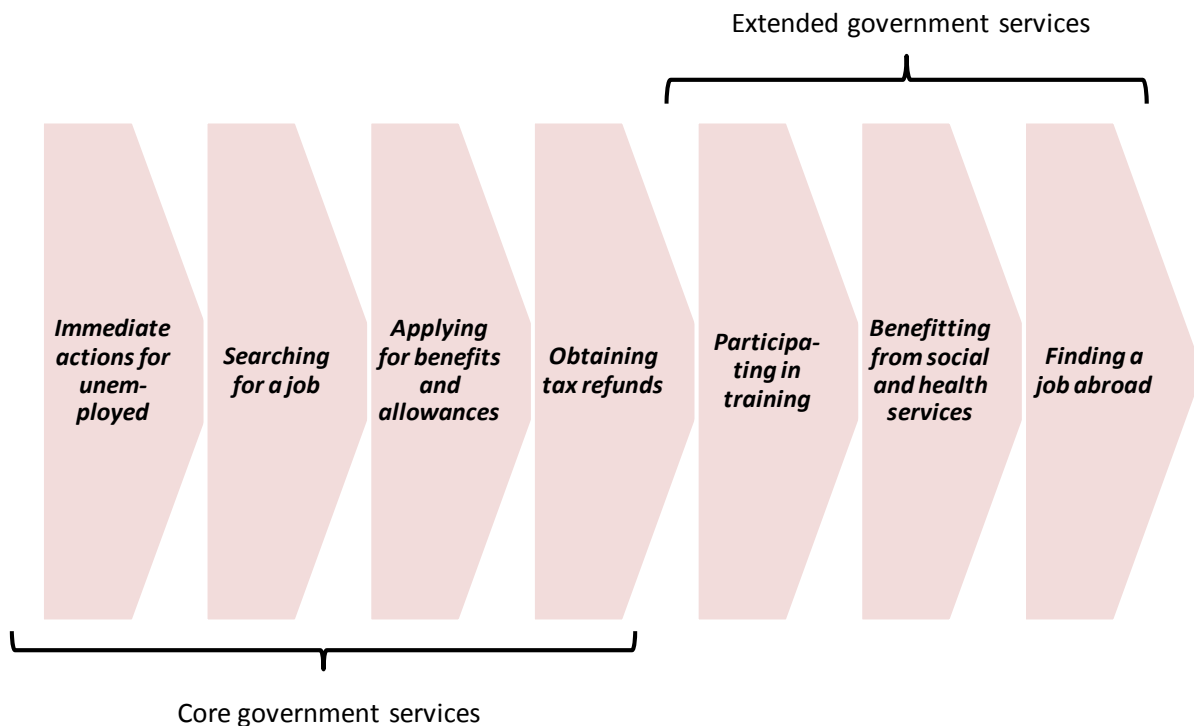 Extended government services
Immediate
actions for
unem-
ployed
Searching
for a job
Applying
for benefits
and
allowances
Obtaining
tax refunds
Participa-
ting in
training
Benefitting
from social
and health
services
Finding a
job abroad
Core government services